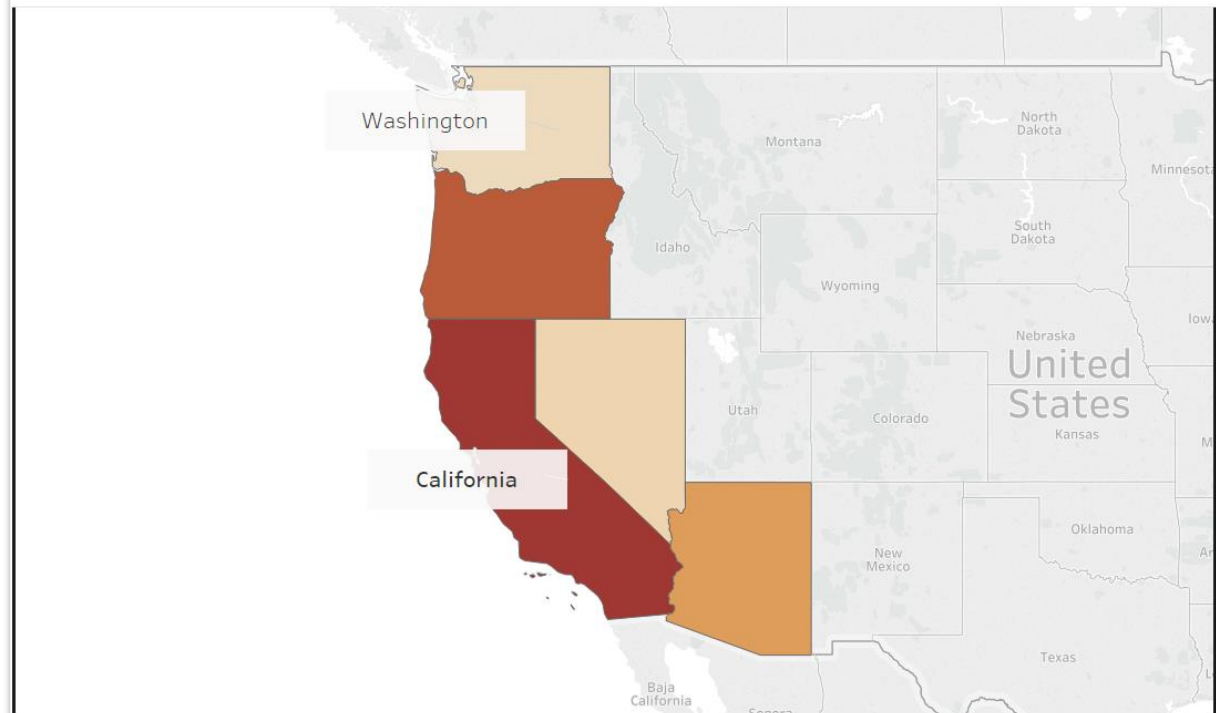 Washington
Montana
North
Dakota
Minnesota
South
Dakota
Idaho
Wyoming
Nebraska
United
States
Utah
Colorado
Kansas
California
Oklahoma
New
Mexico
Texas
Baja
California